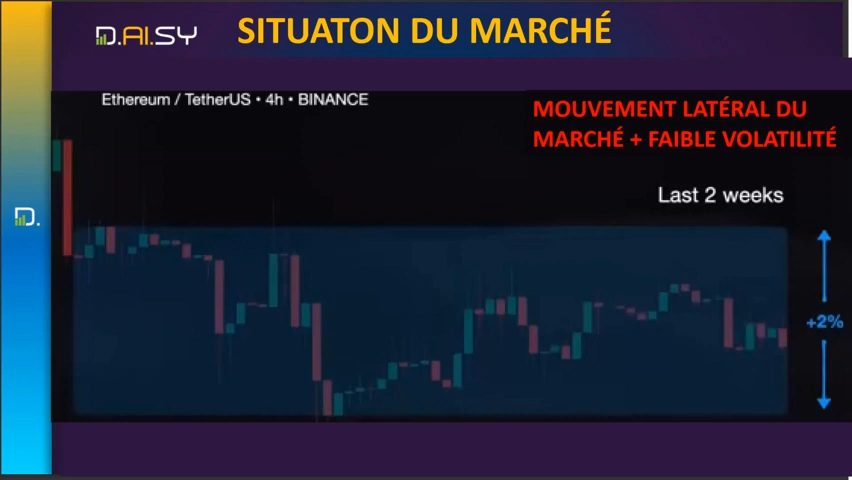 D.AI.SY
SITUATON DU MARCHÉ
Ethereum / TetherUS • 4h • BINANCE
MOUVEMENT LATÉRAL DU
MARCHÉ + FAIBLE VOLATILITÉ
Last 2 weeks
D.
+2%